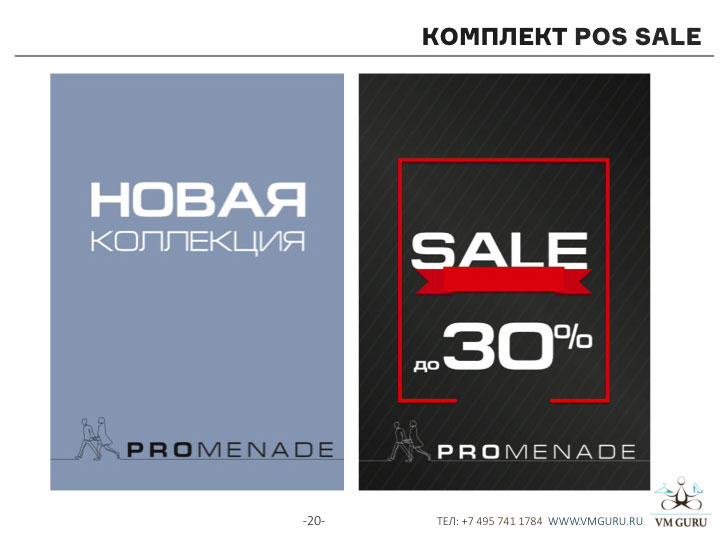 КОМПЛЕКТ POS SALE
НОВАЯ
КОЛЛЕКЦИЯ
PROMENADE
SALE
до 30%
PROMENADE
-20-
ТЕЛ: +7 495 741 1784 WWW.VMGURU.RU
VM GURU